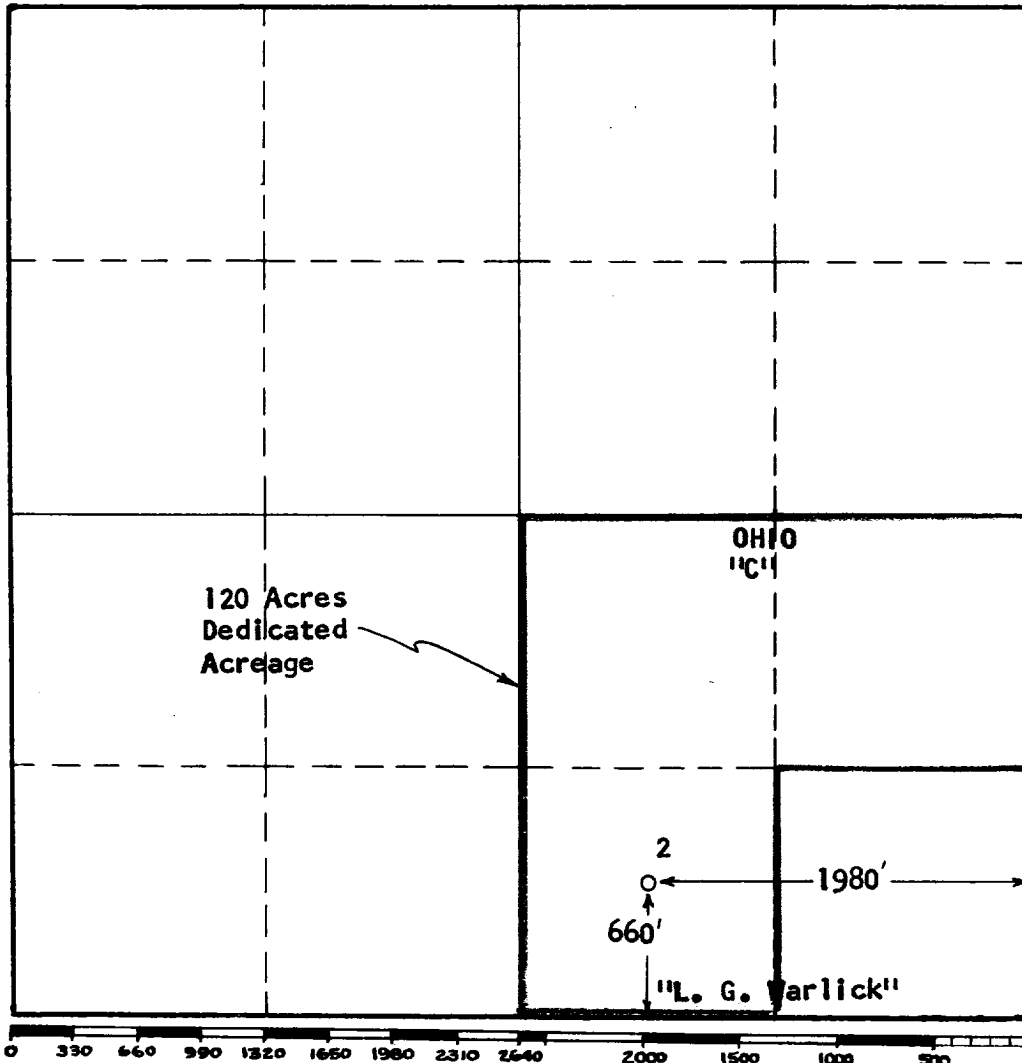 OHIO
"C"
120 Acres
Dedicated
Acreage
2
1980'
660'
"L. G. Warlick"
0 330 660 990 1320 1650 1980 2310 2640 2000 1500 1000 500